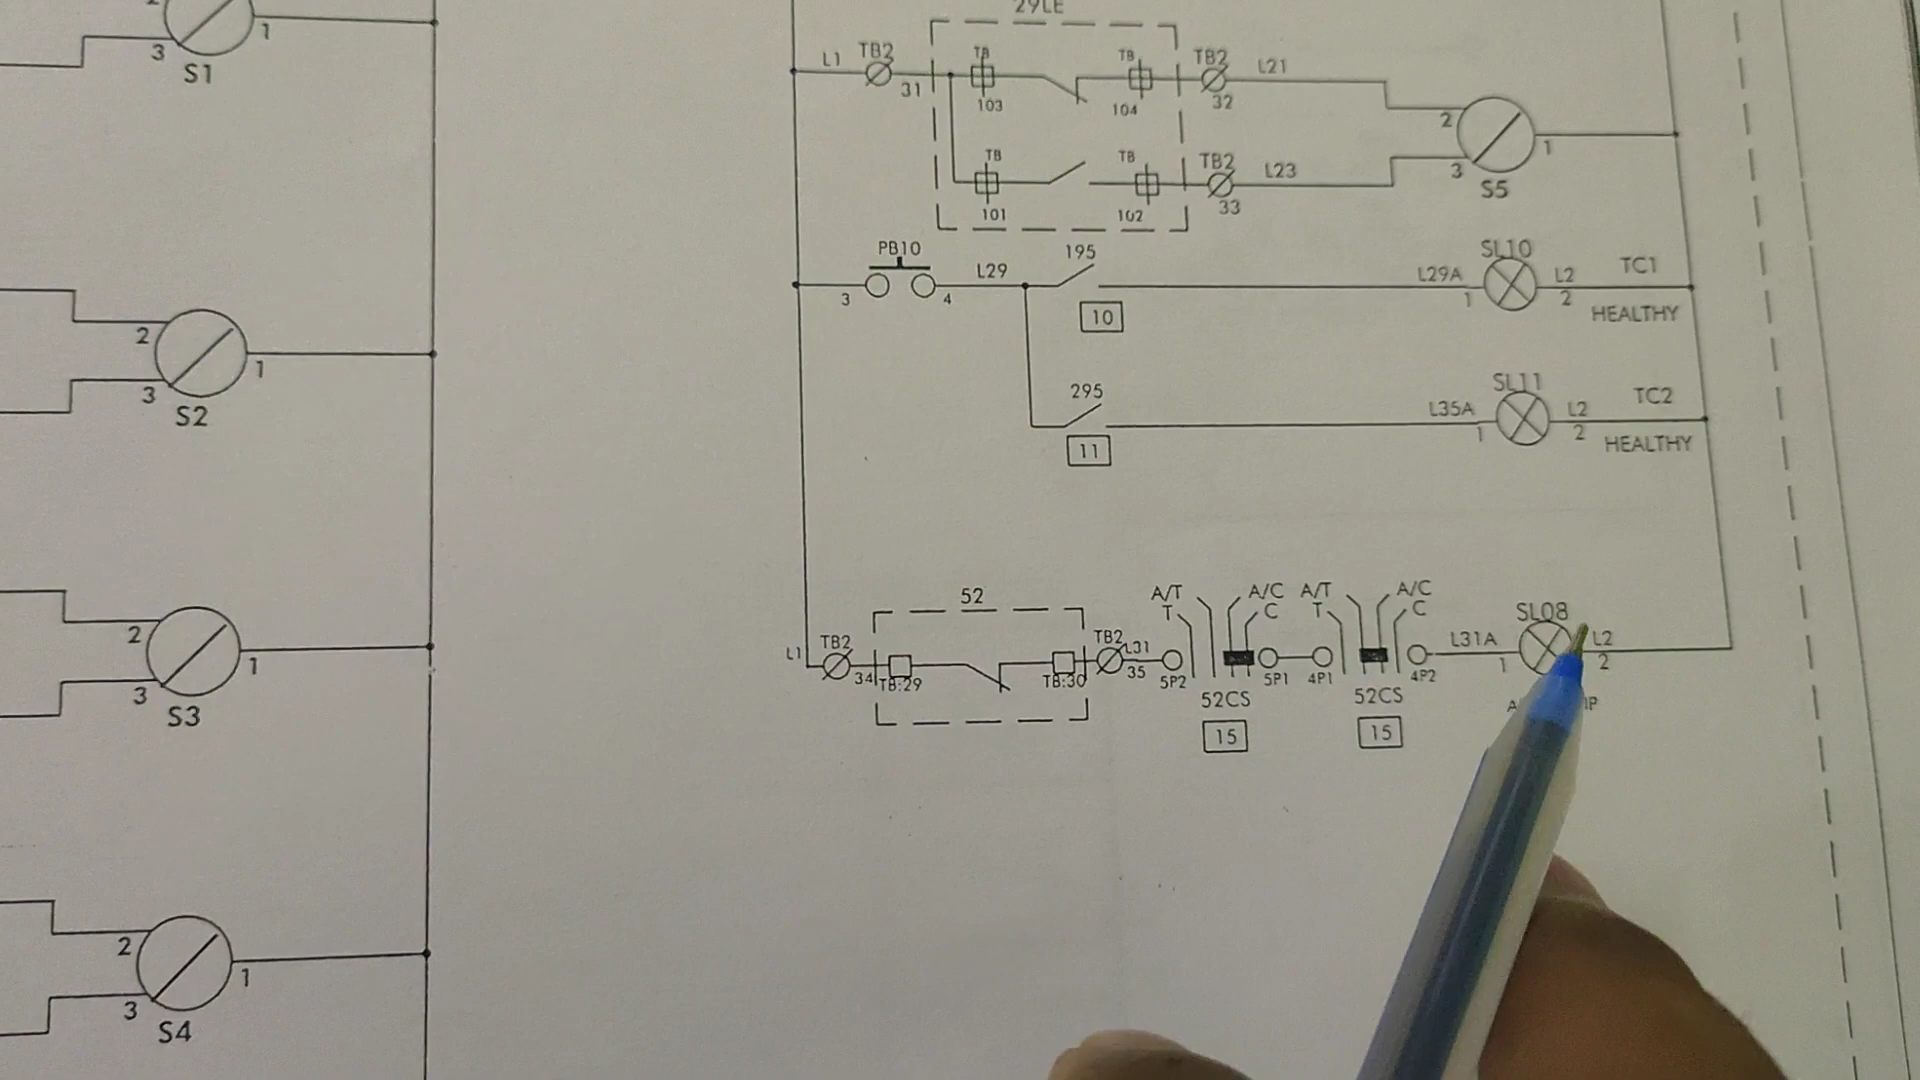 29LE
L1 TB2 31 TB 103 TB 104 TB2 32 L21
TB 101 TB 102 TB2 33 L23
2 3 1 S5
PB10 3 4 L29 195 10 L29A 1 SL10 L2 2 TC1
HEALTHY
295 11 L35A 1 SL11 L2 2 TC2
HEALTHY
52
L1 TB2 34 TB:29 TB:30 TB2 L31 35
A/T T A/C C A/T T A/C C
5P2 52CS 5P1 4P1 52CS 4P2
15 15
L31A 1 SL08 L2 2
3 1 S1
2 3 1 S2
2 3 1 S3
2 3 1 S4